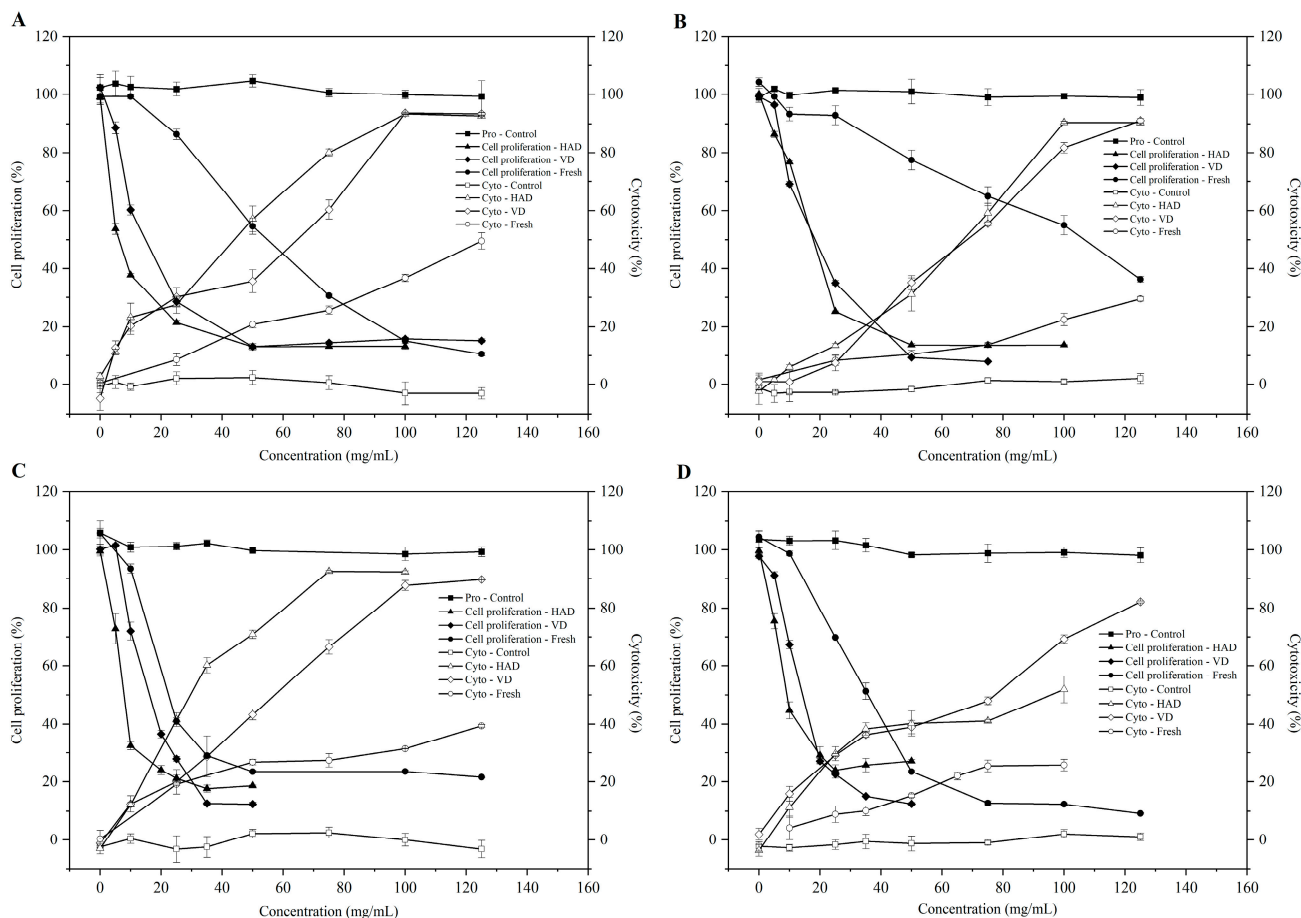 A
120
100
80
60
40
20
0
Cell proliferation (%)
120
100
80
60
40
20
0
Cytotoxicity (%)
Pro - Control
Cell proliferation - HAD
Cell proliferation - VD
Cell proliferation - Fresh
Cyto - Control
Cyto - HAD
Cyto - VD
Cyto - Fresh
0 20 40 60 80 100 120 140 160
Concentration (mg/mL)
B
120
100
80
60
40
20
0
Cell proliferation (%)
120
100
80
60
40
20
0
Cytotoxicity (%)
Pro - Control
Cell proliferation - HAD
Cell proliferation - VD
Cell proliferation - Fresh
Cyto - Control
Cyto - HAD
Cyto - VD
Cyto - Fresh
0 20 40 60 80 100 120 140 160
Concentration (mg/mL)
C
120
100
80
60
40
20
0
Cell proliferation (%)
120
100
80
60
40
20
0
Cytotoxicity (%)
Pro - Control
Cell proliferation - HAD
Cell proliferation - VD
Cell proliferation - Fresh
Cyto - Control
Cyto - HAD
Cyto - VD
Cyto - Fresh
0 20 40 60 80 100 120 140 160
Concentration (mg/mL)
D
120
100
80
60
40
20
0
Cell proliferation (%)
120
100
80
60
40
20
0
Cytotoxicity (%)
Pro - Control
Cell proliferation - HAD
Cell proliferation - VD
Cell proliferation - Fresh
Cyto - Control
Cyto - HAD
Cyto - VD
Cyto - Fresh
0 20 40 60 80 100 120 140 160
Concentration (mg/mL)